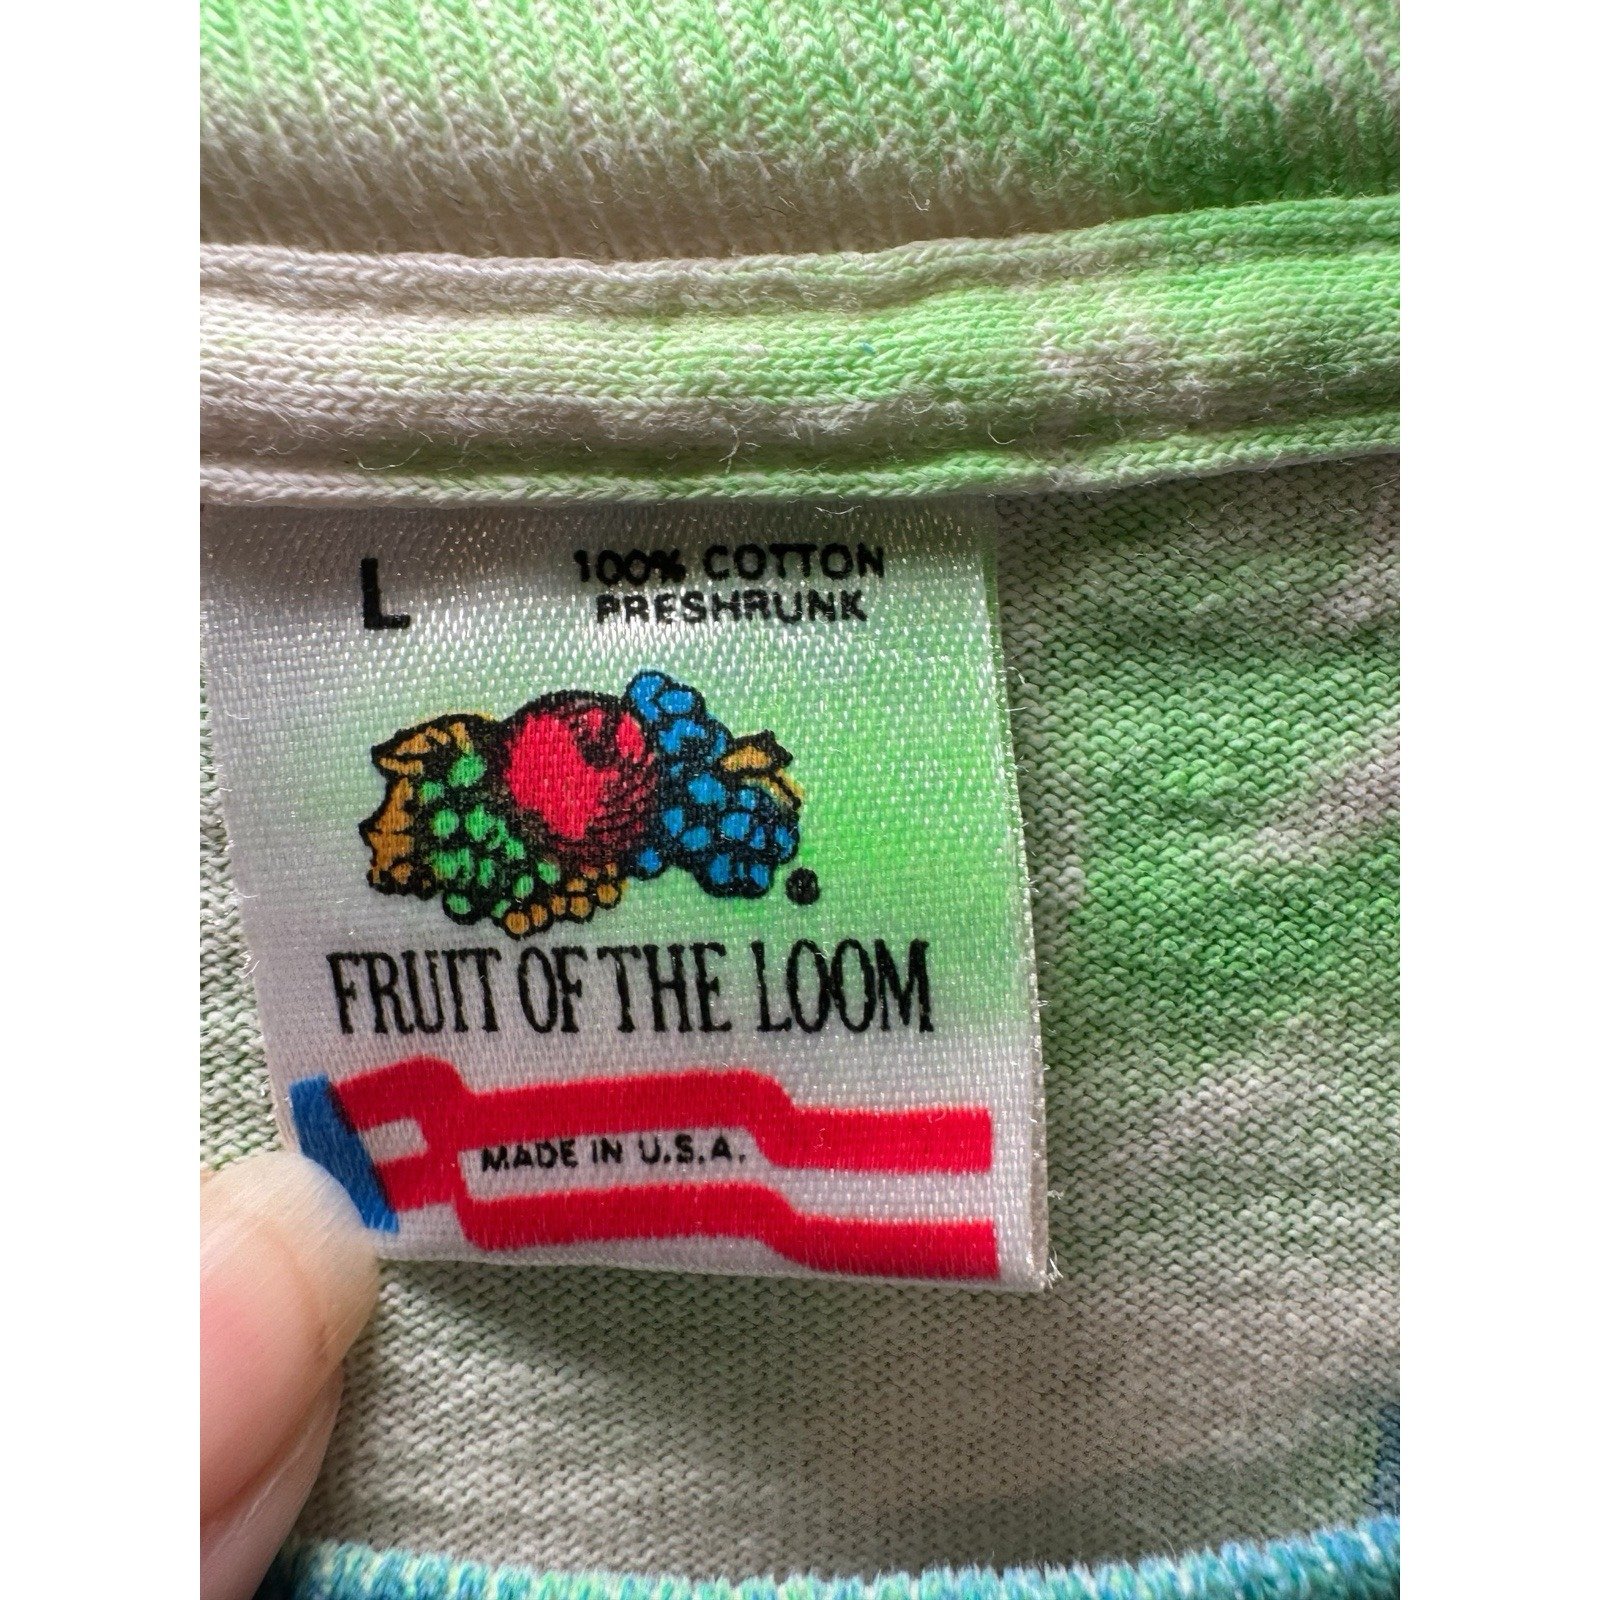 L
100% COTTON
PRESHRUNK
®
FRUIT OF THE LOOM
MADE IN U.S.A.